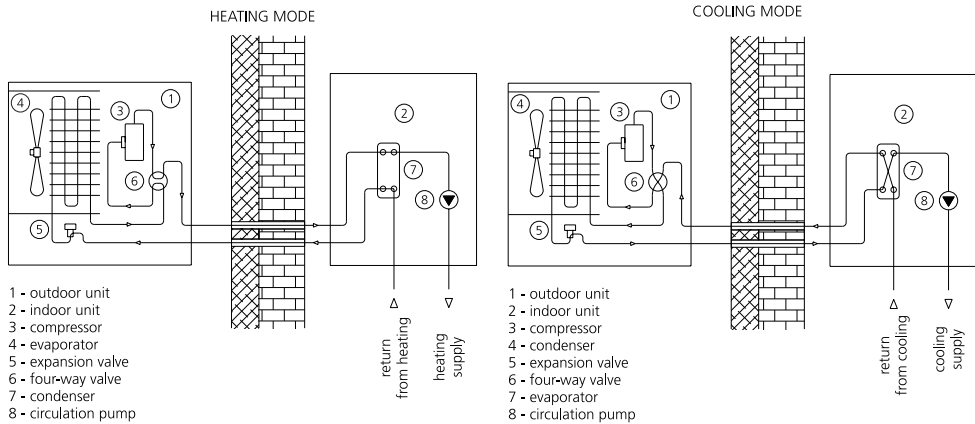 HEATING MODE
4
3
1
2
6
7
8
5
1 - outdoor unit
2 - indoor unit
3 - compressor
4 - evaporator
5 - expansion valve
6 - four-way valve
7 - condenser
8 - circulation pump
return
from heating
heating
supply
COOLING MODE
4
3
1
2
6
7
8
5
1 - outdoor unit
2 - indoor unit
3 - compressor
4 - condenser
5 - expansion valve
6 - four-way valve
7 - evaporator
8 - circulation pump
return
from cooling
cooling
supply